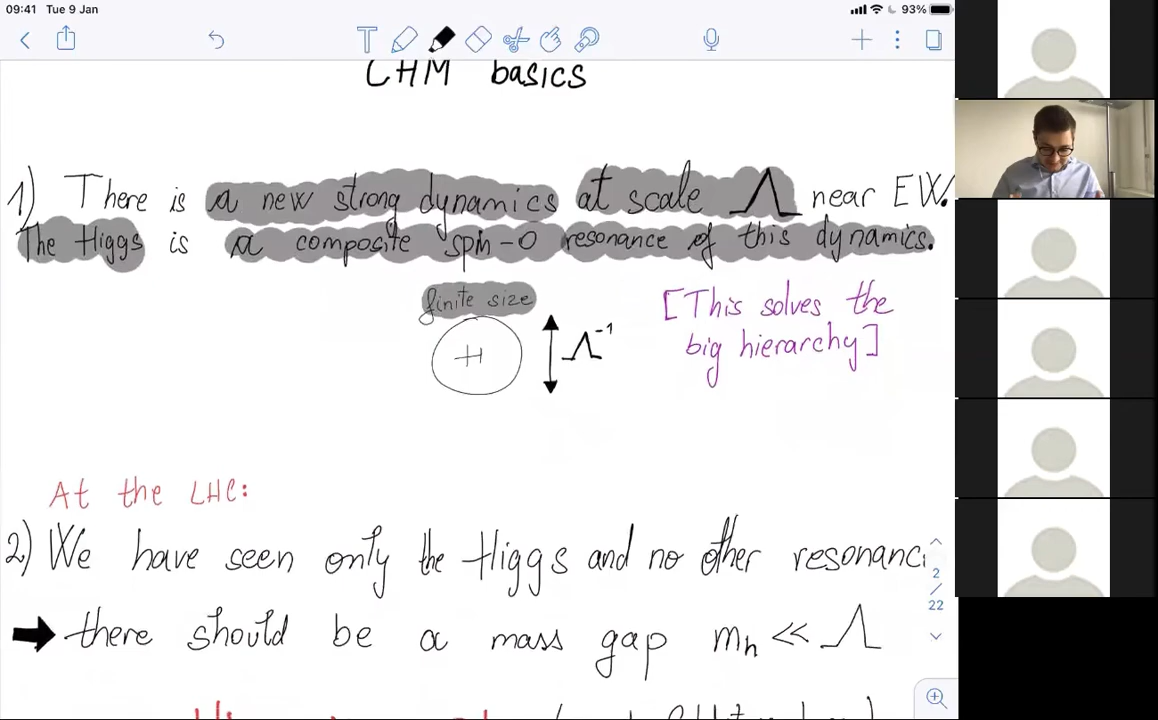 09:41 Tue 9 Jan
93%
CHM basics
1) There is a new strong dynamics at scale Λ near EW.
The Higgs is a composite spin-0 resonance of this dynamics.
finite size
H
Λ⁻¹
[This solves the
big hierarchy]
At the LHC:
2) We have seen only the Higgs and no other resonanc
→ there should be a mass gap mₕ << Λ
2
/
22